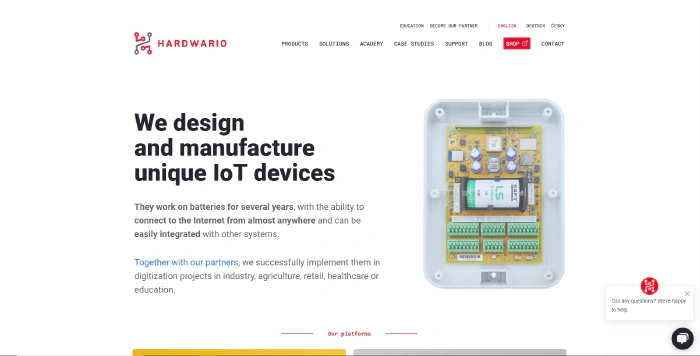 EDUCATION BECOME OUR PARTNER ENGLISH DEUTSCH ČESKY
HARDWARIO
PRODUCTS SOLUTIONS ACADEMY CASE STUDIES SUPPORT BLOG SHOP CONTACT
We design
and manufacture
unique IoT devices
They work on batteries for several years, with the ability to
connect to the Internet from almost anywhere and can be
easily integrated with other systems.
Together with our partners, we successfully implement them in
digitization projects in industry, agriculture, retail, healthcare or
education.
LS
SAFT
Got any questions? We're happy
to help.
Our platforms